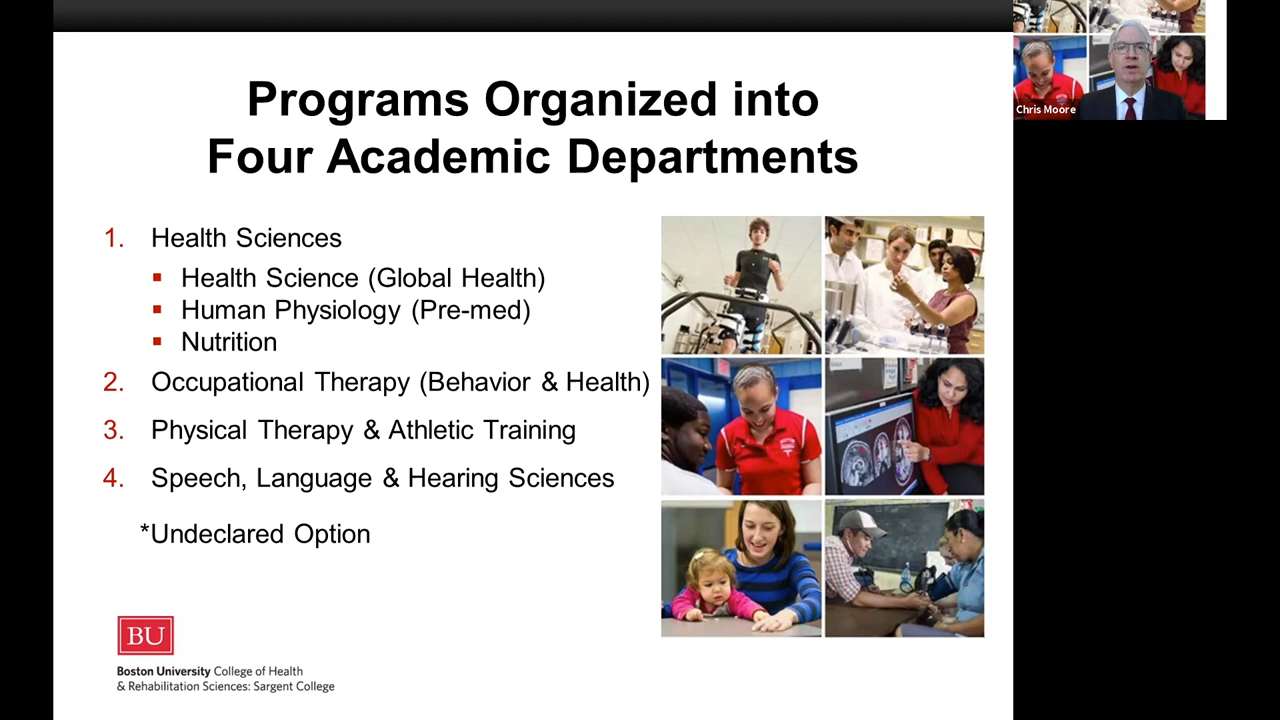 Programs Organized into
Four Academic Departments
1. Health Sciences
▪ Health Science (Global Health)
▪ Human Physiology (Pre-med)
▪ Nutrition
2. Occupational Therapy (Behavior & Health)
3. Physical Therapy & Athletic Training
4. Speech, Language & Hearing Sciences
*Undeclared Option
BU
Boston University College of Health
& Rehabilitation Sciences: Sargent College
Chris Moore